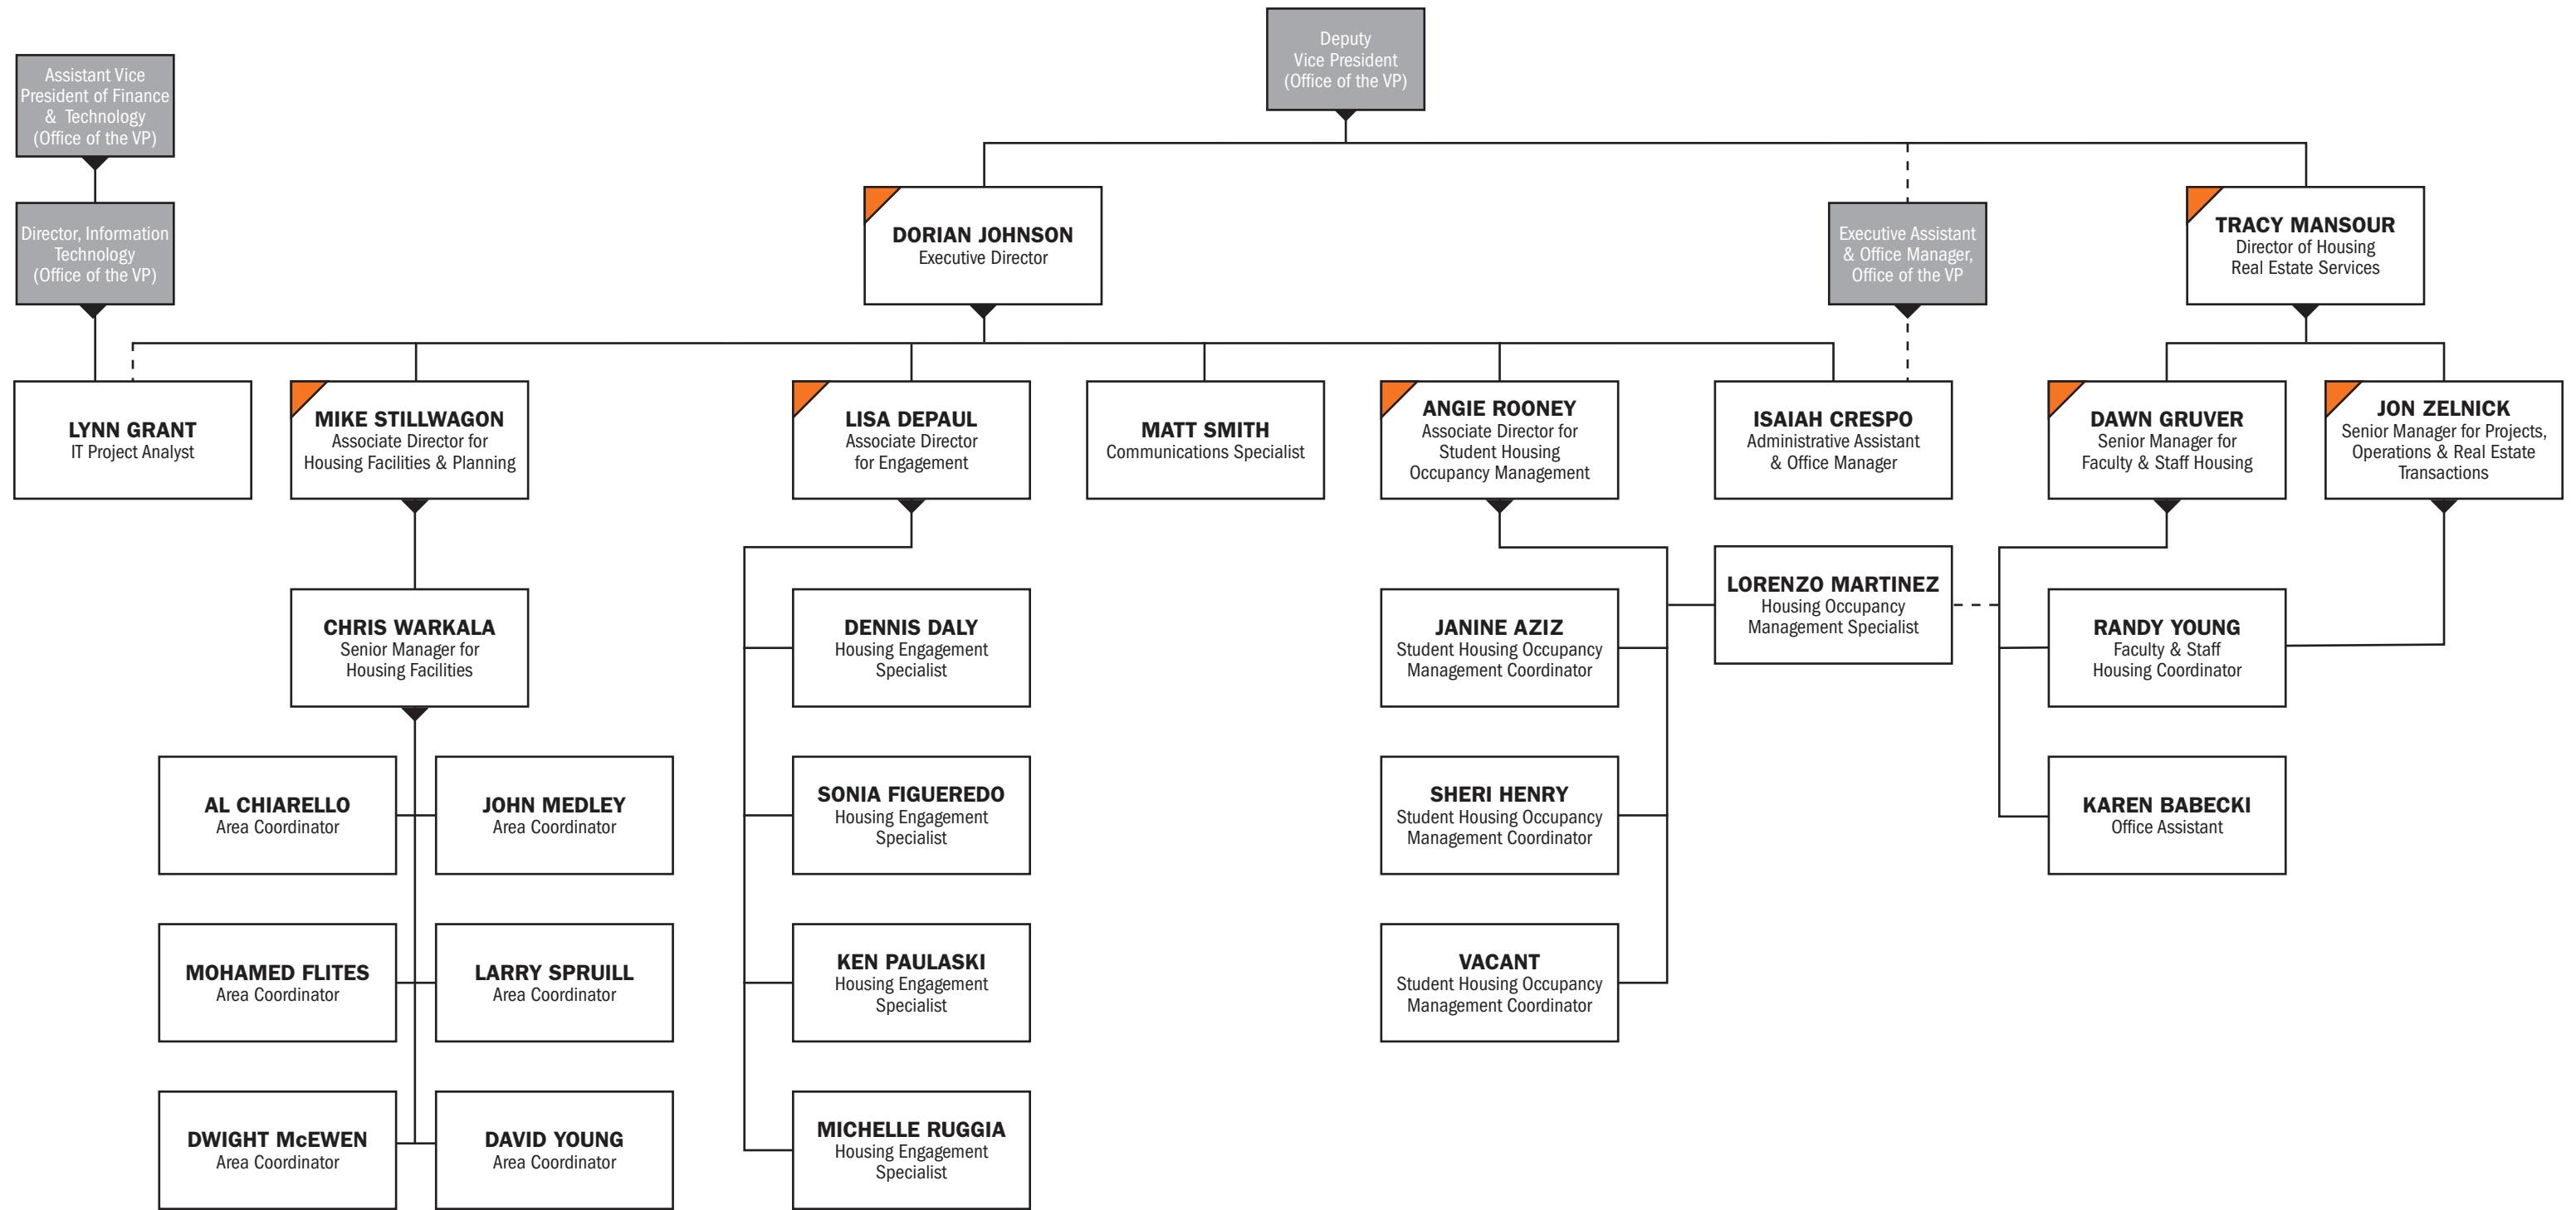 Deputy
Vice President
(Office of the VP)
Assistant Vice
President of Finance
& Technology
(Office of the VP)
Director, Information
Technology
(Office of the VP)
DORIAN JOHNSON
Executive Director
Executive Assistant
& Office Manager,
Office of the VP
TRACY MANSOUR
Director of Housing
Real Estate Services
LYNN GRANT
IT Project Analyst
MIKE STILLWAGON
Associate Director for
Housing Facilities & Planning
LISA DEPAUL
Associate Director
for Engagement
MATT SMITH
Communications Specialist
ANGIE ROONEY
Associate Director for
Student Housing
Occupancy Management
ISAIAH CRESPO
Administrative Assistant
& Office Manager
DAWN GRUVER
Senior Manager for
Faculty & Staff Housing
JON ZELNICK
Senior Manager for Projects,
Operations & Real Estate
Transactions
CHRIS WARKALA
Senior Manager for
Housing Facilities
DENNIS DALY
Housing Engagement
Specialist
JANINE AZIZ
Student Housing Occupancy
Management Coordinator
LORENZO MARTINEZ
Housing Occupancy
Management Specialist
RANDY YOUNG
Faculty & Staff
Housing Coordinator
AL CHIARELLO
Area Coordinator
JOHN MEDLEY
Area Coordinator
SONIA FIGUEREDO
Housing Engagement
Specialist
SHERI HENRY
Student Housing Occupancy
Management Coordinator
KAREN BABECKI
Office Assistant
MOHAMED FLITES
Area Coordinator
LARRY SPRUILL
Area Coordinator
KEN PAULASKI
Housing Engagement
Specialist
VACANT
Student Housing Occupancy
Management Coordinator
DWIGHT McEWEN
Area Coordinator
DAVID YOUNG
Area Coordinator
MICHELLE RUGGIA
Housing Engagement
Specialist